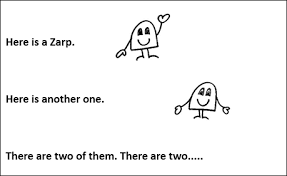 Here is a Zarp.
Here is another one.
There are two of them. There are two.....